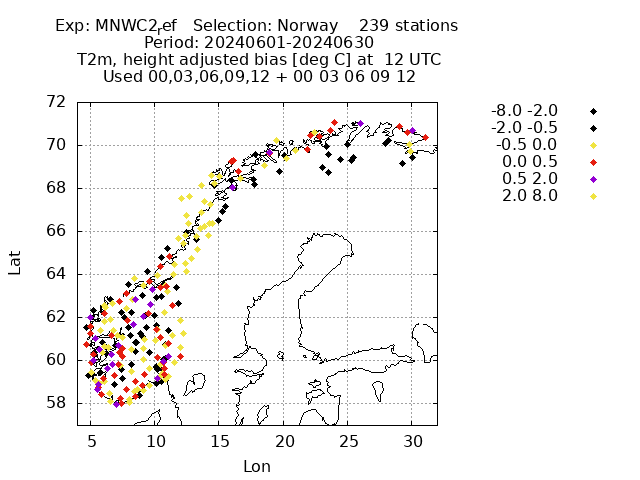 Exp: MNWC2ref Selection: Norway 239 stations
Period: 20240601-20240630
T2m, height adjusted bias [deg C] at 12 UTC
Used 00,03,06,09,12 + 00 03 06 09 12
72
70
68
66
64
62
60
58
Lat
5 10 15 20 25 30
Lon
-8.0 -2.0
-2.0 -0.5
-0.5 0.0
0.0 0.5
0.5 2.0
2.0 8.0